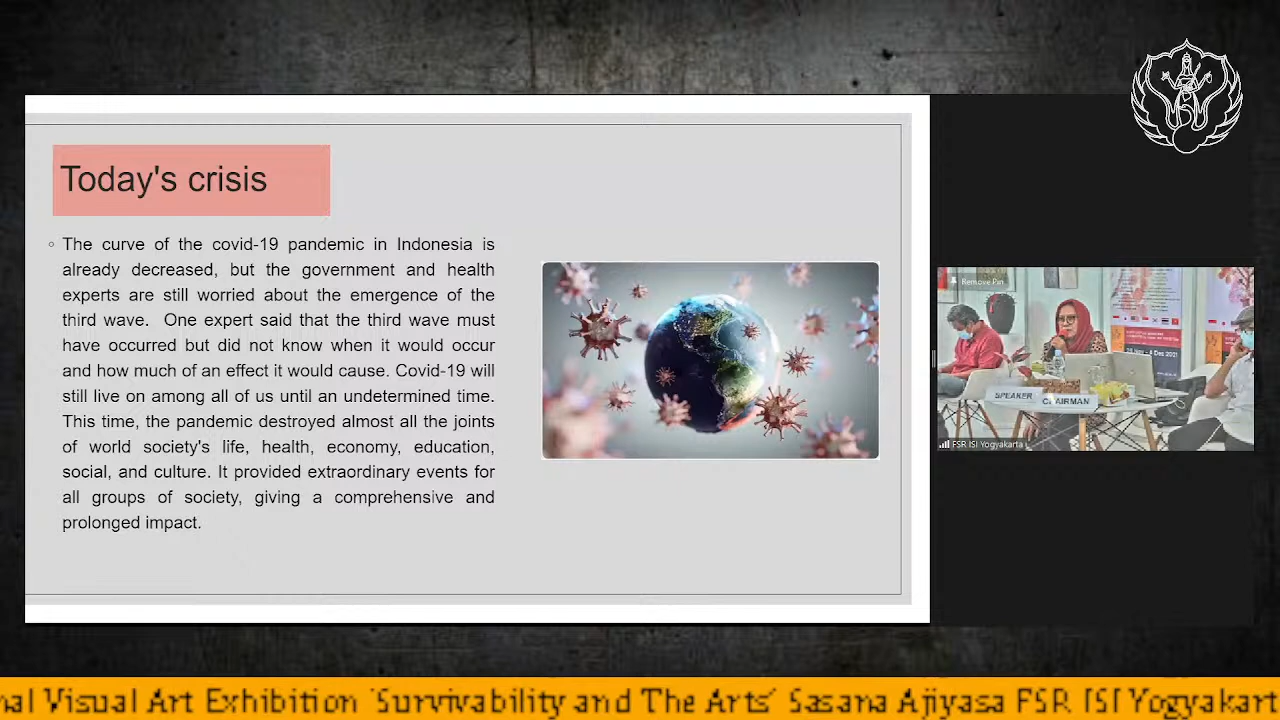 Today's crisis
The curve of the covid-19 pandemic in Indonesia is
already decreased, but the government and health
experts are still worried about the emergence of the
third wave.  One expert said that the third wave must
have occurred but did not know when it would occur
and how much of an effect it would cause. Covid-19 will
still live on among all of us until an undetermined time.
This time, the pandemic destroyed almost all the joints
of world society's life, health, economy, education,
social, and culture. It provided extraordinary events for
all groups of society, giving a comprehensive and
prolonged impact.
Remove Pin
SPEAKER
CHAIRMAN
FSR ISI Yogyakarta
nal Visual Art Exhibition 'Survivability and The Arts' Sasana Ajiyasa FSR ISI Yogyakart